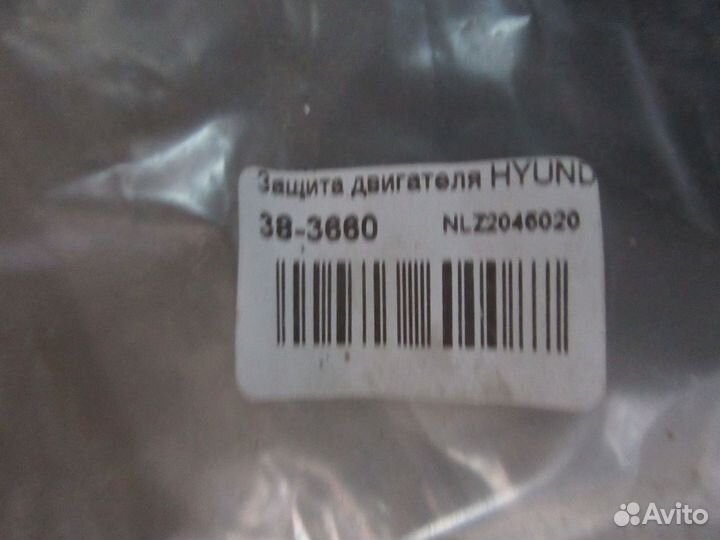 Защита двигателя HYUND
38-3660 NLZ2046020
Avito